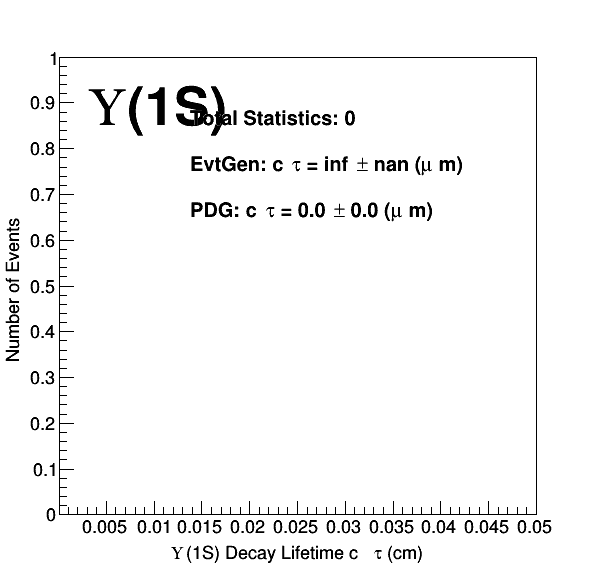 1
0.9
0.8
0.7
0.6
0.5
0.4
0.3
0.2
0.1
0
Number of Events
ϒ(1S)
Total Statistics: 0
EvtGen: c τ = inf ± nan (μ m)
PDG: c τ = 0.0 ± 0.0 (μ m)
0.005 0.01 0.015 0.02 0.025 0.03 0.035 0.04 0.045 0.05
ϒ(1S) Decay Lifetime c τ (cm)